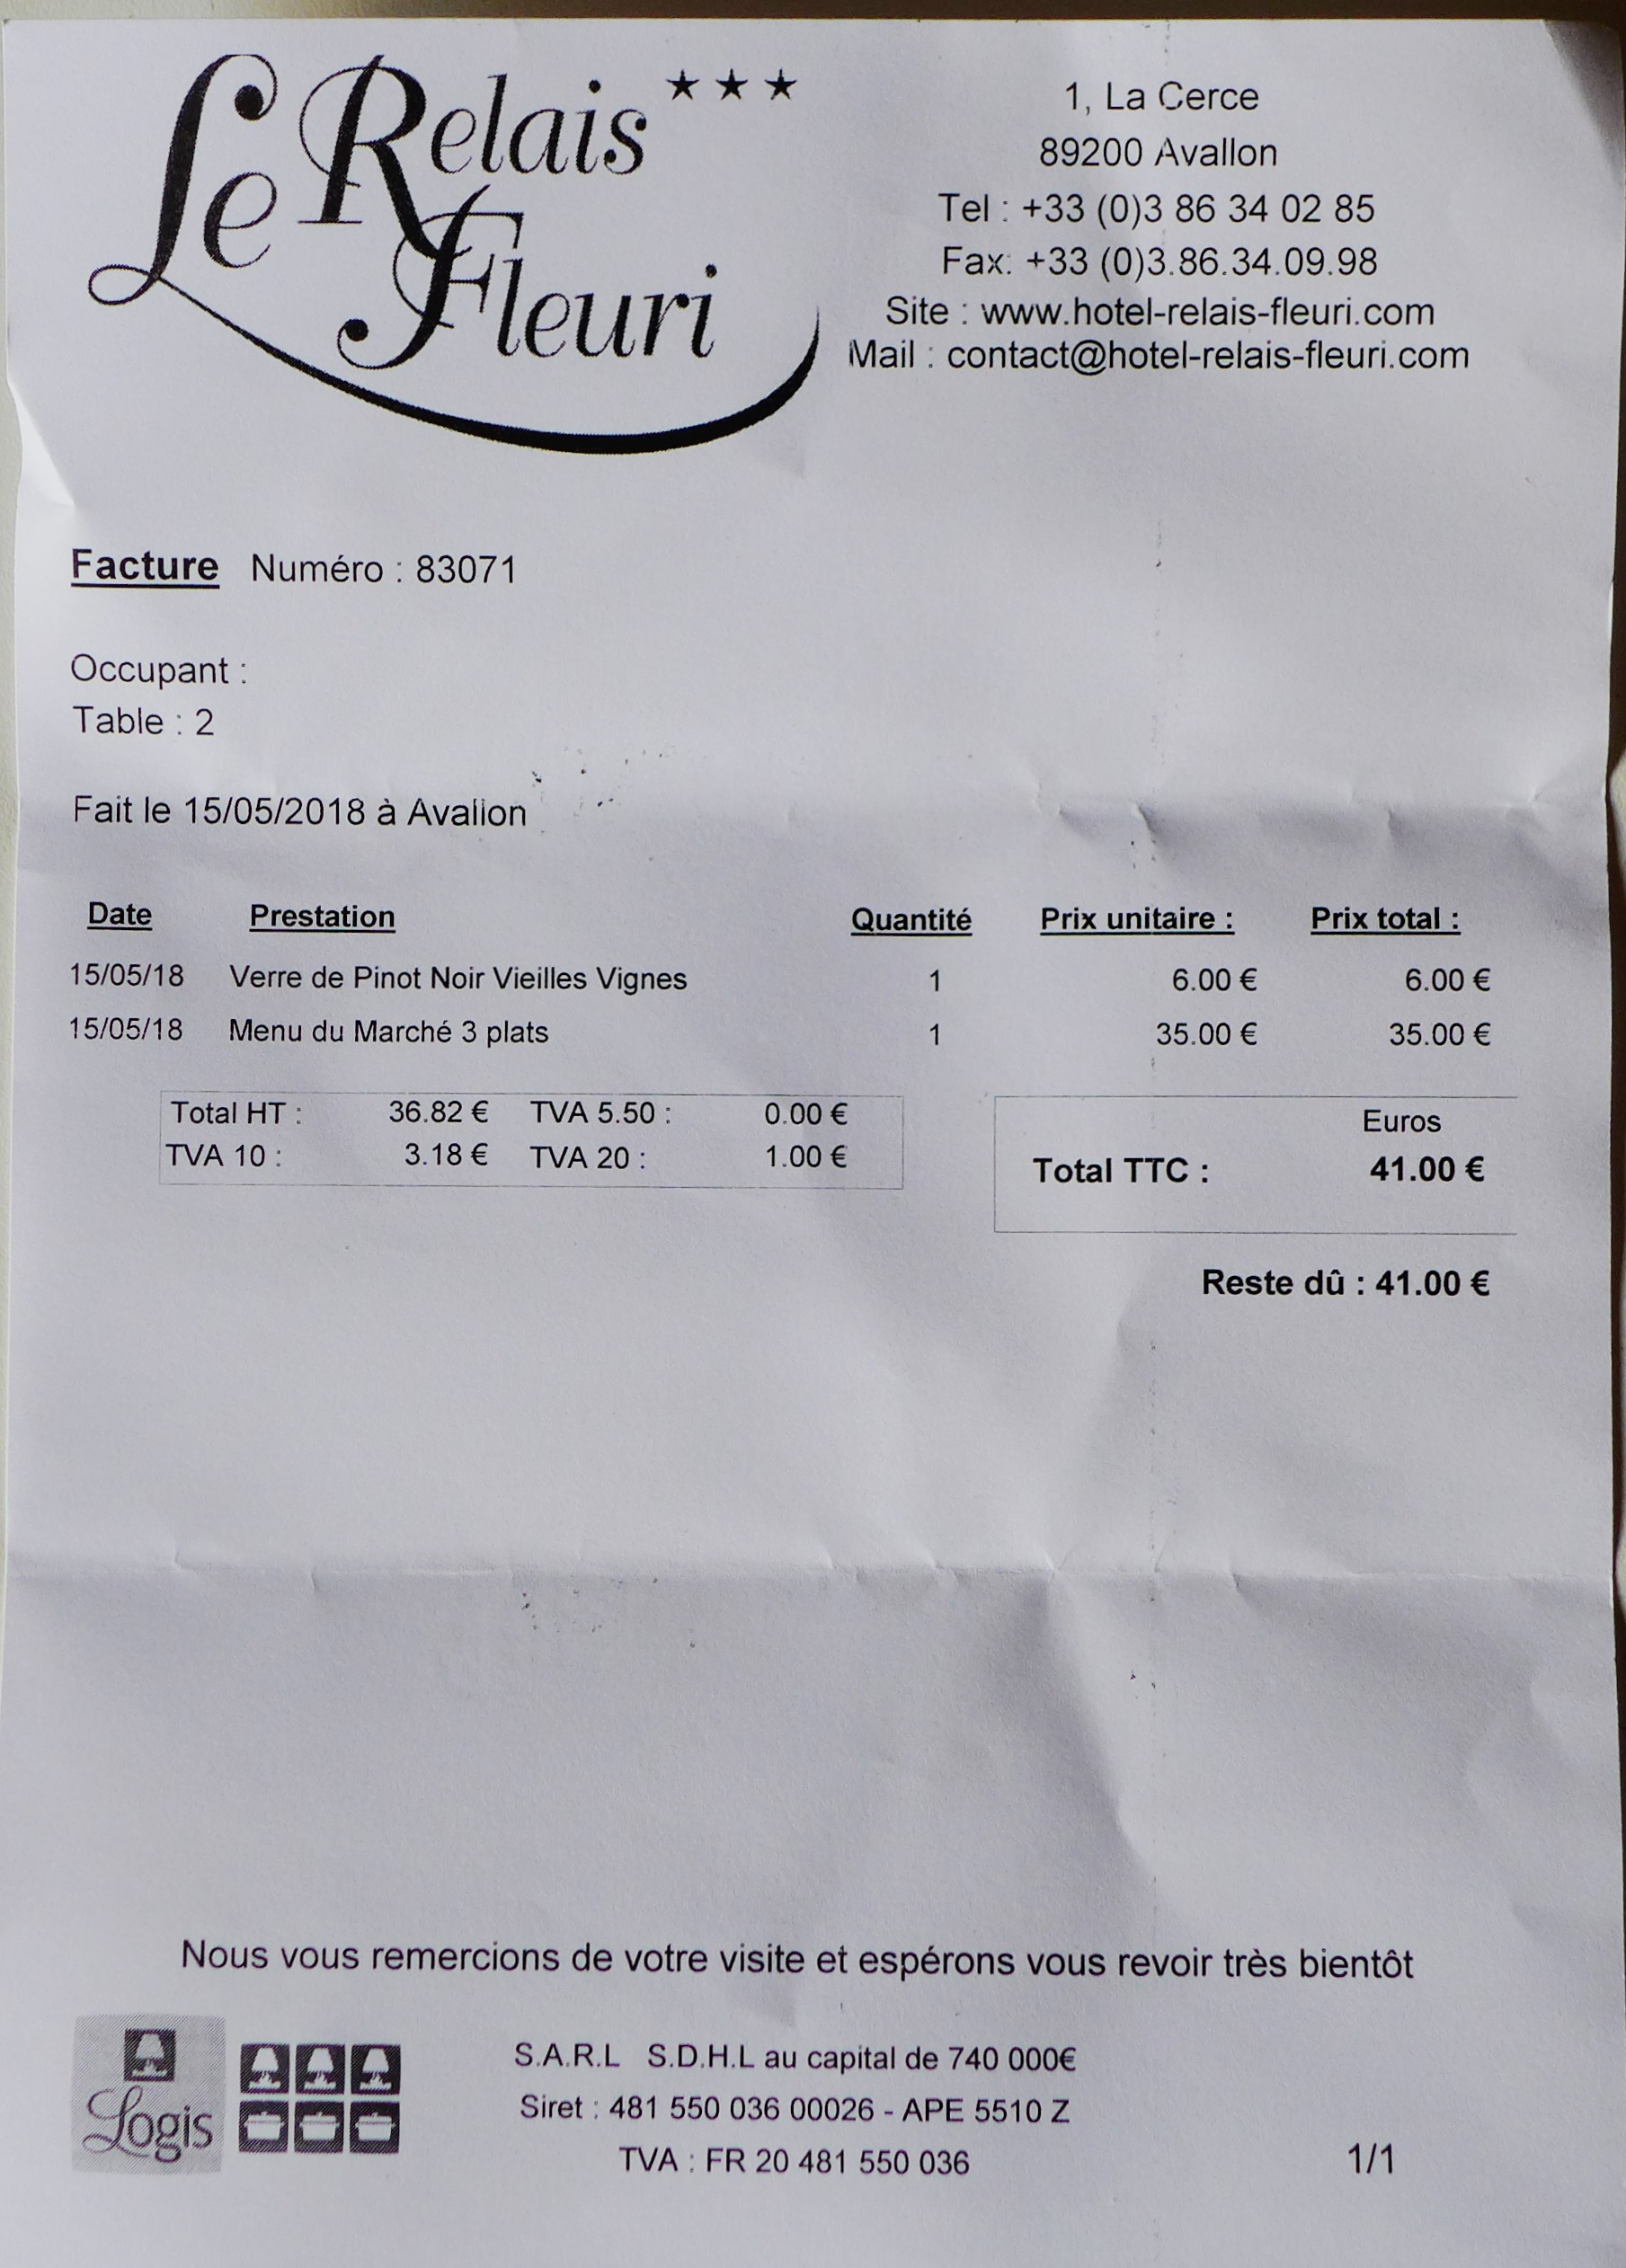 Le Relais Fleuri ★★★
1, La Cerce
89200 Avallon
Tel : +33 (0)3 86 34 02 85
Fax: +33 (0)3.86.34.09.98
Site : www.hotel-relais-fleuri.com
Mail : contact@hotel-relais-fleuri.com
Facture Numéro : 83071
Occupant :
Table : 2
Fait le 15/05/2018 à Avallon
Date Prestation Quantité Prix unitaire : Prix total :
15/05/18 Verre de Pinot Noir Vieilles Vignes 1 6.00 € 6.00 €
15/05/18 Menu du Marché 3 plats 1 35.00 € 35.00 €
Total HT : 36.82 € TVA 5.50 : 0.00 €
TVA 10 : 3.18 € TVA 20 : 1.00 €
Euros
Total TTC : 41.00 €
Reste dû : 41.00 €
Nous vous remercions de votre visite et espérons vous revoir très bientôt
Logis
S.A.R.L S.D.H.L au capital de 740 000€
Siret : 481 550 036 00026 - APE 5510 Z
TVA : FR 20 481 550 036
1/1